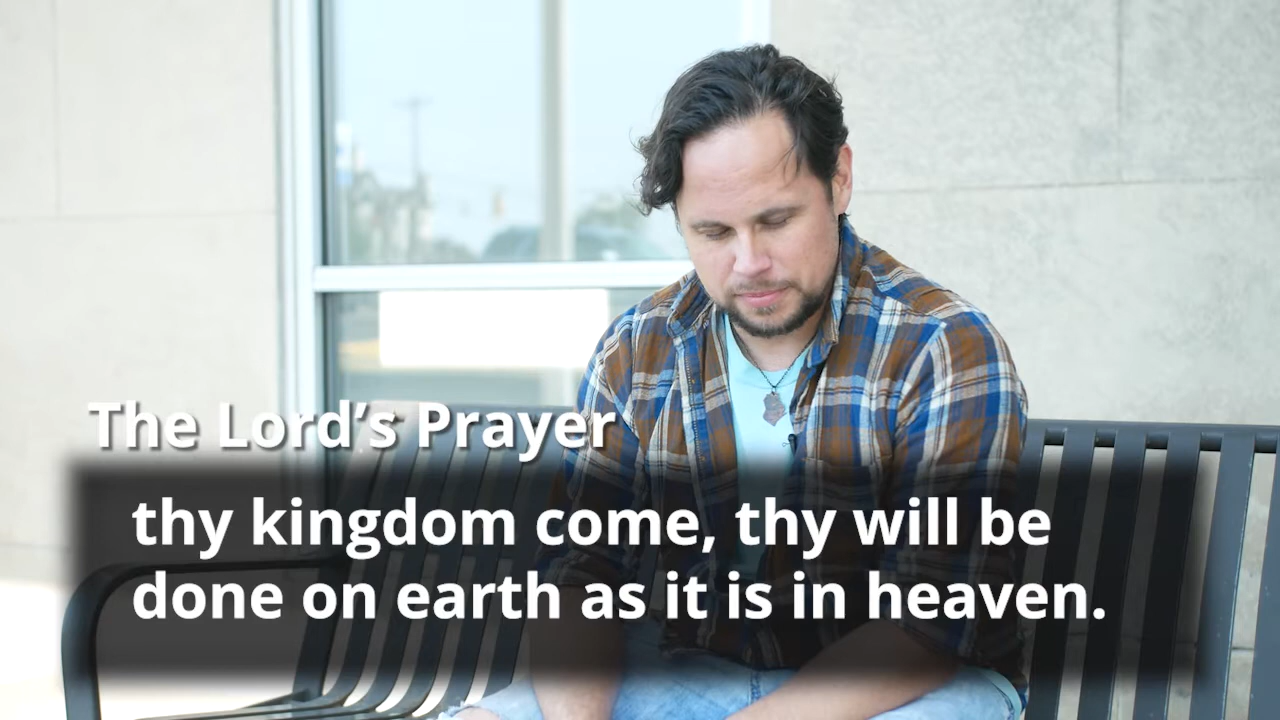 The Lord’s Prayer
thy kingdom come, thy will be
done on earth as it is in heaven.